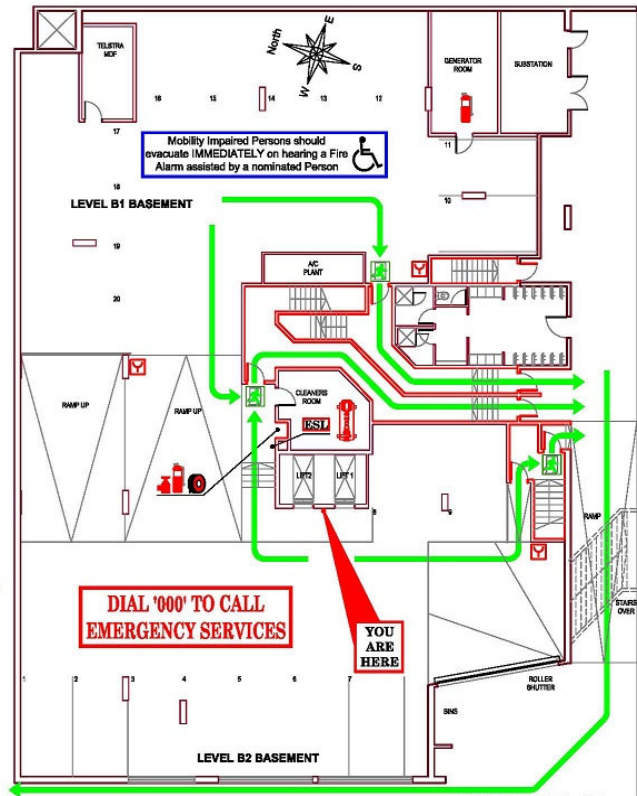 TELSTRA
MDF
North
E
S
W
GENERATOR
ROOM
SUBSTATION
16
15
14
13
12
17
11
Mobility Impaired Persons should
evacuate IMMEDIATELY on hearing a Fire
Alarm assisted by a nominated Person
18
10
LEVEL B1 BASEMENT
19
A/C
PLANT
20
RAMP UP
RAMP UP
CLEANERS
ROOM
ESL
LIFT2
LIFT 1
8
9
RAMP
DIAL '000' TO CALL
EMERGENCY SERVICES
YOU
ARE
HERE
STAIRS
OVER
1
2
3
4
5
6
7
ROLLER
SHUTTER
BINS
LEVEL B2 BASEMENT